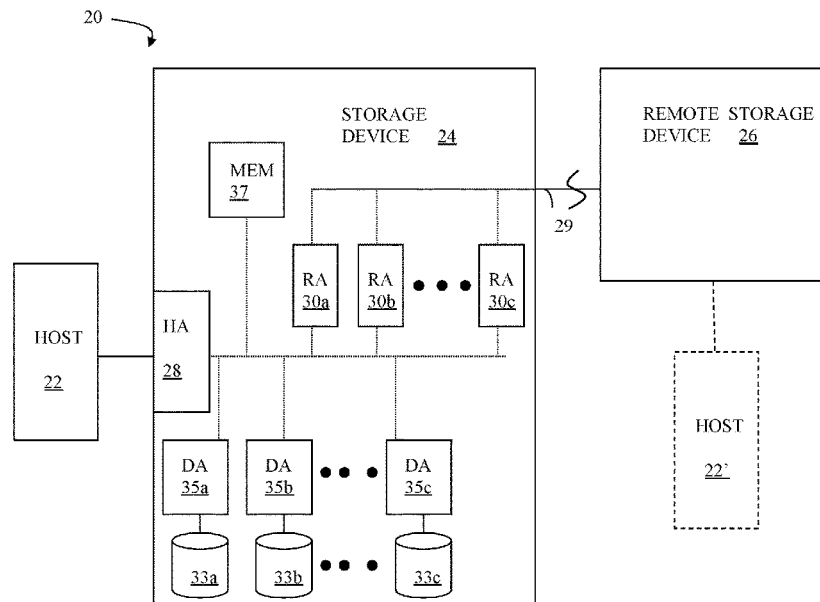 20
STORAGE
DEVICE 24
REMOTE STORAGE
DEVICE 26
MEM
37
29
RA
30a
RA
30b
RA
30c
HOST
22
HA
28
HOST
22'
DA
35a
DA
35b
DA
35c
33a
33b
33c